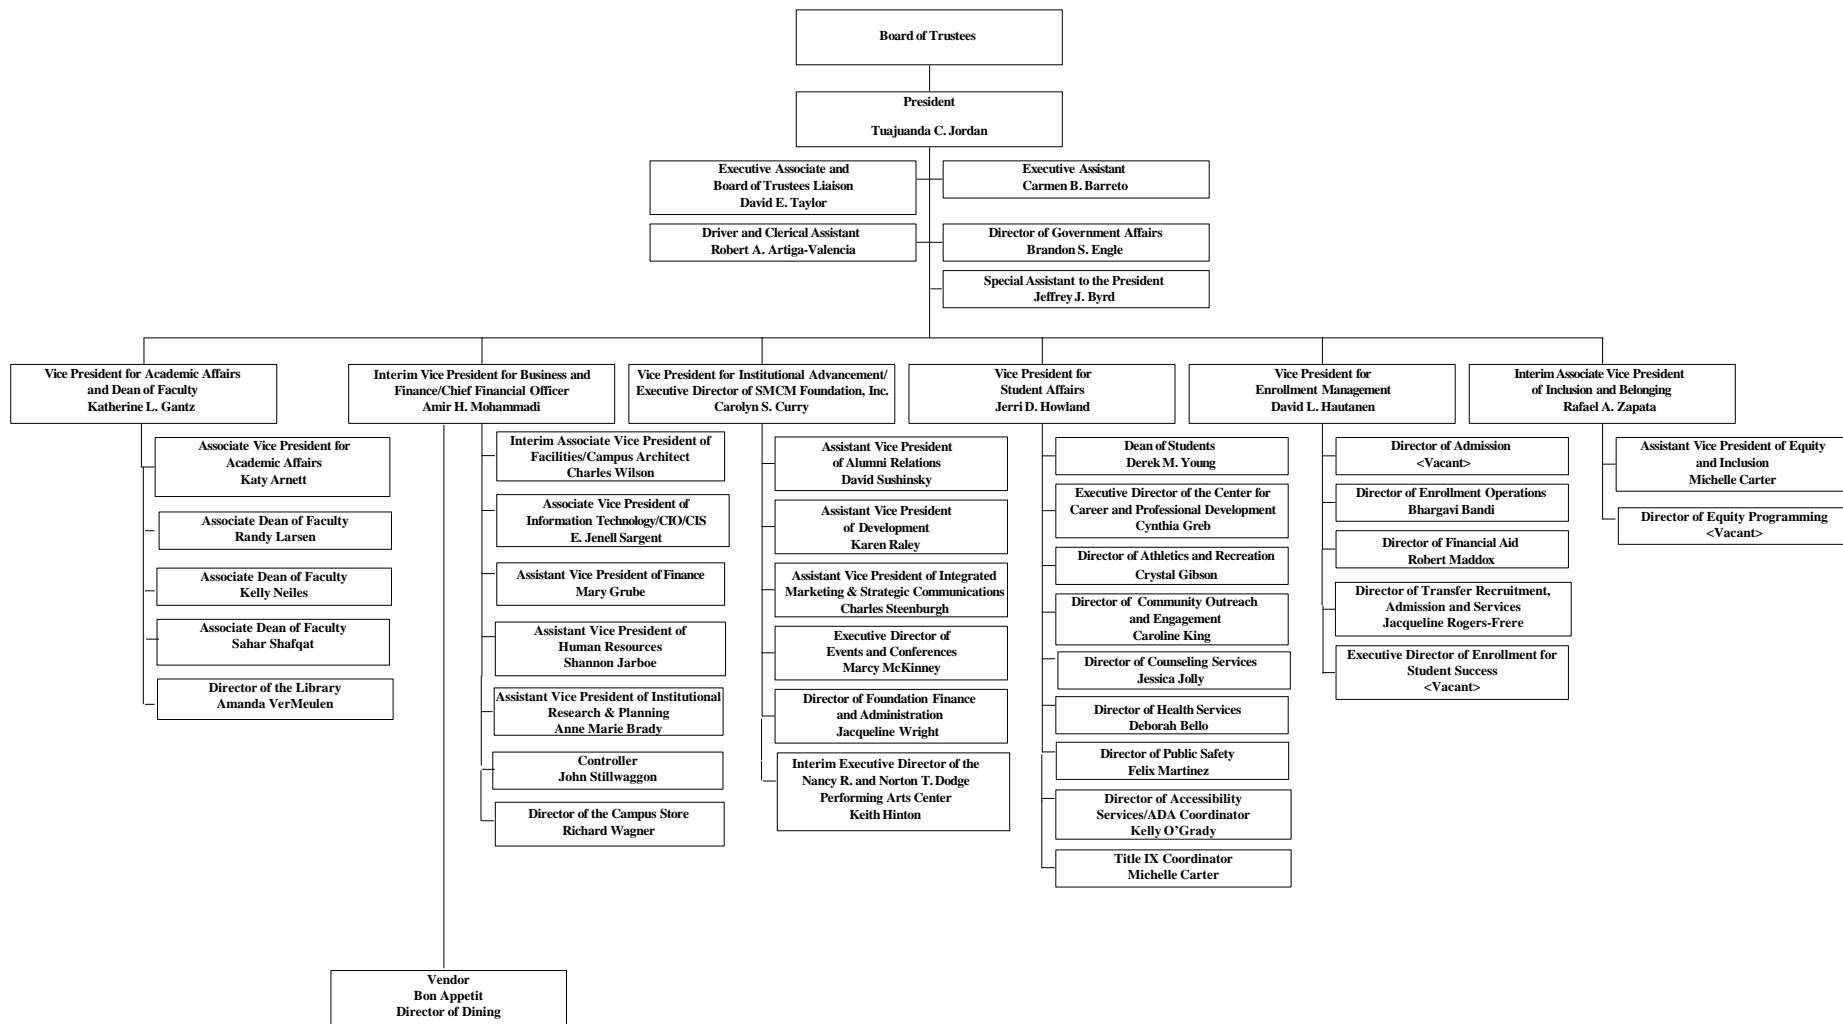 Board of Trustees
President
Tuajuanda C. Jordan
Executive Associate and
Board of Trustees Liaison
David E. Taylor
Executive Assistant
Carmen B. Barreto
Driver and Clerical Assistant
Robert A. Artiga-Valencia
Director of Government Affairs
Brandon S. Engle
Special Assistant to the President
Jeffrey J. Byrd
Vice President for Academic Affairs
and Dean of Faculty
Katherine L. Gantz
Associate Vice President for
Academic Affairs
Katy Arnett
Associate Dean of Faculty
Randy Larsen
Associate Dean of Faculty
Kelly Neiles
Associate Dean of Faculty
Sahar Shafqat
Director of the Library
Amanda VerMeulen
Interim Vice President for Business and
Finance/Chief Financial Officer
Amir H. Mohammadi
Interim Associate Vice President of
Facilities/Campus Architect
Charles Wilson
Associate Vice President of
Information Technology/CIO/CIS
E. Jenell Sargent
Assistant Vice President of Finance
Mary Grube
Assistant Vice President of
Human Resources
Shannon Jarboe
Assistant Vice President of Institutional
Research & Planning
Anne Marie Brady
Controller
John Stillwaggon
Director of the Campus Store
Richard Wagner
Vendor
Bon Appetit
Director of Dining
Vice President for Institutional Advancement/
Executive Director of SMCM Foundation, Inc.
Carolyn S. Curry
Assistant Vice President
of Alumni Relations
David Sushinsky
Assistant Vice President
of Development
Karen Raley
Assistant Vice President of Integrated
Marketing & Strategic Communications
Charles Steenburgh
Executive Director of
Events and Conferences
Marcy McKinney
Director of Foundation Finance
and Administration
Jacqueline Wright
Interim Executive Director of the
Nancy R. and Norton T. Dodge
Performing Arts Center
Keith Hinton
Vice President for
Student Affairs
Jerri D. Howland
Dean of Students
Derek M. Young
Executive Director of the Center for
Career and Professional Development
Cynthia Greb
Director of Athletics and Recreation
Crystal Gibson
Director of Community Outreach
and Engagement
Caroline King
Director of Counseling Services
Jessica Jolly
Director of Health Services
Deborah Bello
Director of Public Safety
Felix Martinez
Director of Accessibility
Services/ADA Coordinator
Kelly O’Grady
Title IX Coordinator
Michelle Carter
Vice President for
Enrollment Management
David L. Hautanen
Director of Admission
<Vacant>
Director of Enrollment Operations
Bhargavi Bandi
Director of Financial Aid
Robert Maddox
Director of Transfer Recruitment,
Admission and Services
Jacqueline Rogers-Frere
Executive Director of Enrollment for
Student Success
<Vacant>
Interim Associate Vice President
of Inclusion and Belonging
Rafael A. Zapata
Assistant Vice President of Equity
and Inclusion
Michelle Carter
Director of Equity Programming
<Vacant>